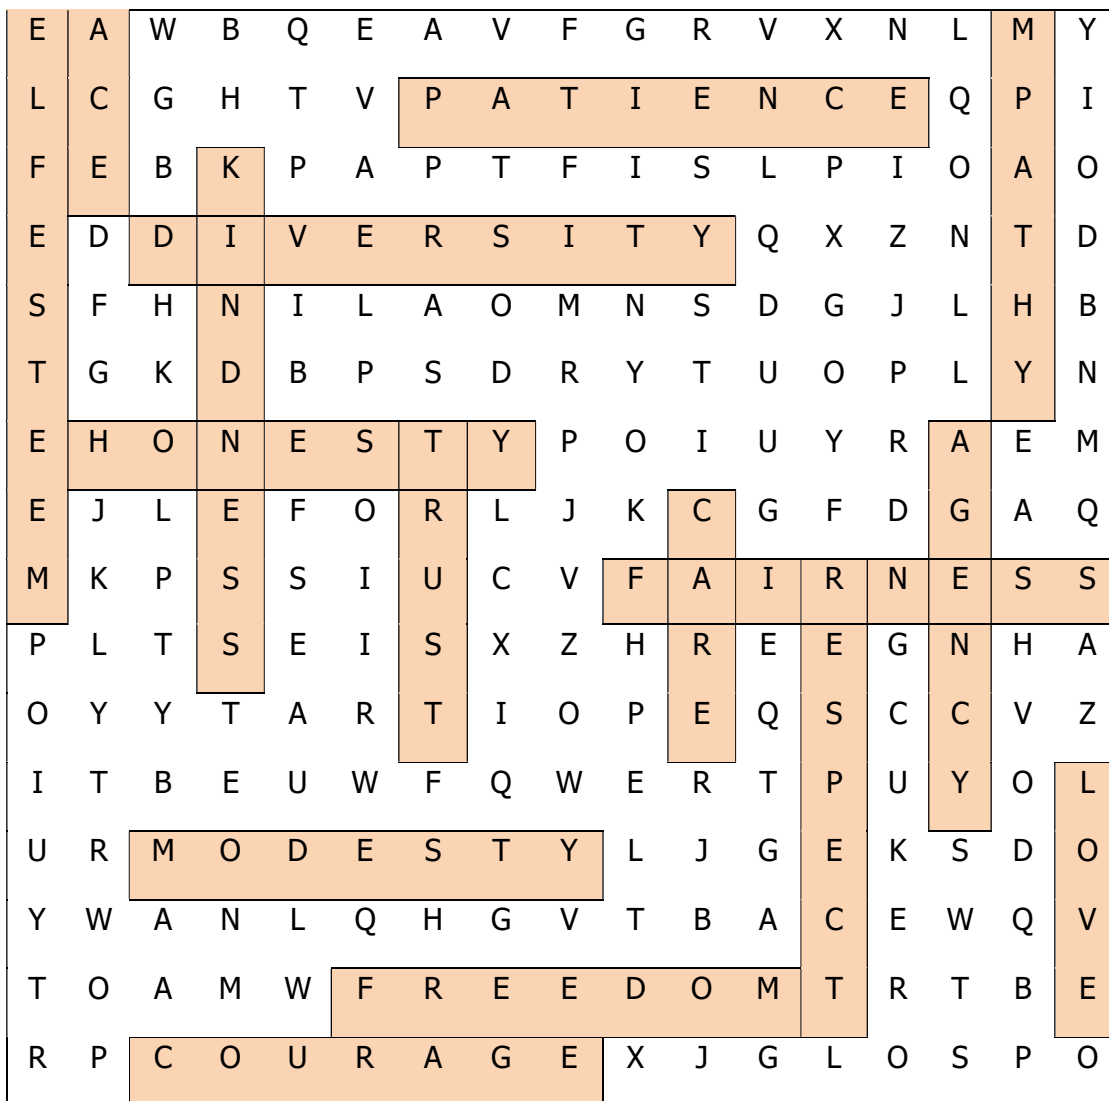 E A W B Q E A V F G R V X N L M Y
L C G H T V P A T I E N C E Q P I
F E B K P A P T F I S L P I O A O
E D D I V E R S I T Y Q X Z N T D
S F H N I L A O M N S D G J L H B
T G K D B P S D R Y T U O P L Y N
E H O N E S T Y P O I U Y R A E M
E J L E F O R L J K C G F D G A Q
M K P S S I U C V F A I R N E S S
P L T S E I S X Z H R E E G N H A
O Y Y T A R T I O P E Q S C C V Z
I T B E U W F Q W E R T P U Y O L
U R M O D E S T Y L J G E K S D O
Y W A N L Q H G V T B A C E W Q V
T O A M W F R E E D O M T R T B E
R P C O U R A G E X J G L O S P O